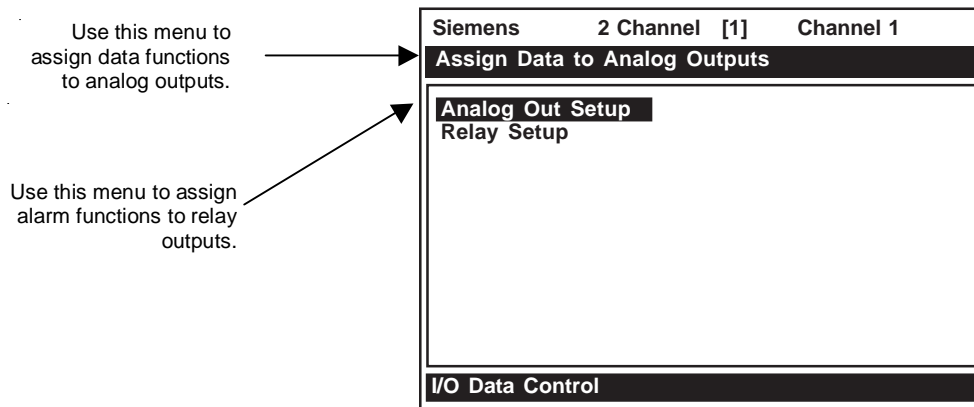 Use this menu to
assign data functions
to analog outputs.
Use this menu to assign
alarm functions to relay
outputs.
Siemens 2 Channel [1] Channel 1
Assign Data to Analog Outputs
Analog Out Setup
Relay Setup
I/O Data Control